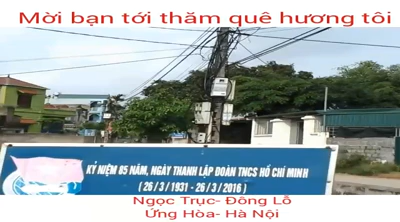 Mời bạn tới thăm quê hương tôi
KỶ NIỆM 85 NĂM, NGÀY THANH LẬP ĐOÀN TNCS HỒ CHÍ MINH
( 26 / 3 / 1931 - 26 / 3 / 2016 )
Ngọc Trục- Đông Lỗ
Ứng Hòa- Hà Nội